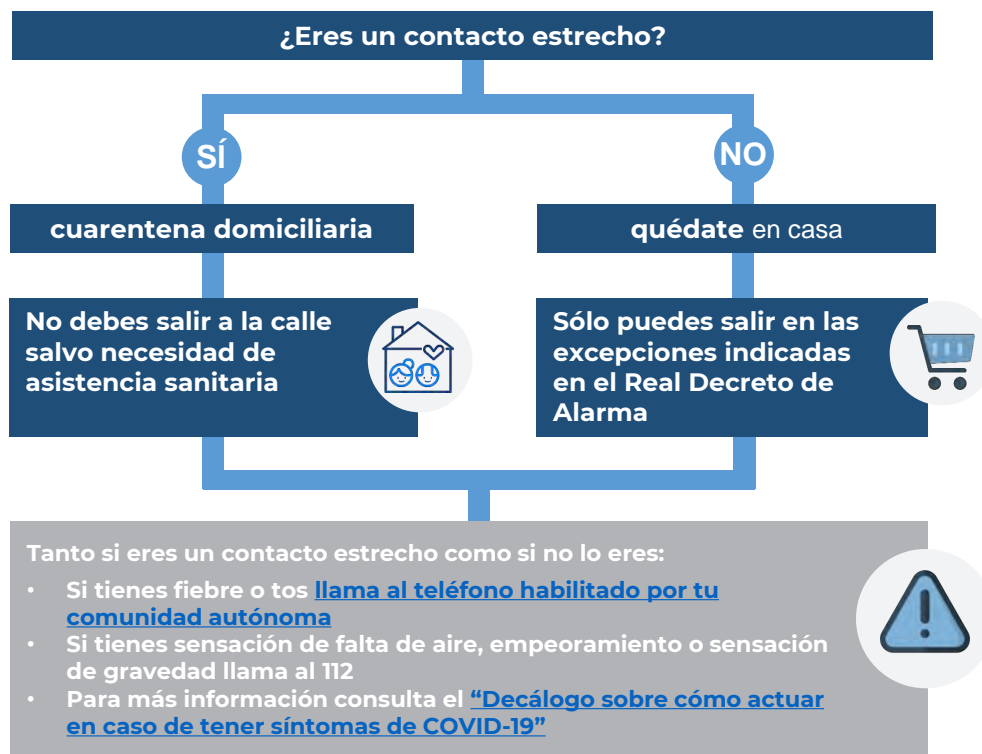 ¿Eres un contacto estrecho?
SÍ
NO
cuarentena domiciliaria
quédate en casa
No debes salir a la calle
salvo necesidad de
asistencia sanitaria
Sólo puedes salir en las
excepciones indicadas
en el Real Decreto de
Alarma
Tanto si eres un contacto estrecho como si no lo eres:
• Si tienes fiebre o tos llama al teléfono habilitado por tu
comunidad autónoma
• Si tienes sensación de falta de aire, empeoramiento o sensación
de gravedad llama al 112
• Para más información consulta el “Decálogo sobre cómo actuar
en caso de tener síntomas de COVID-19”